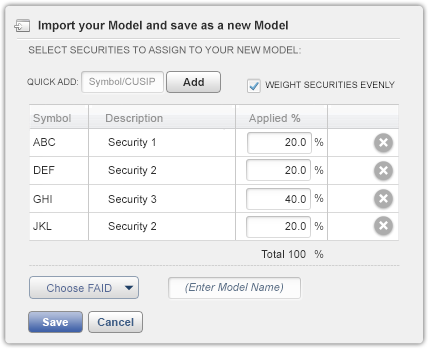 Import your Model and save as a new Model
SELECT SECURITIES TO ASSIGN TO YOUR NEW MODEL:
QUICK ADD: Symbol/CUSIP Add WEIGHT SECURITIES EVENLY
Symbol Description Applied %
ABC Security 1 20.0 %
DEF Security 2 20.0 %
GHI Security 3 40.0 %
JKL Security 2 20.0 %
Total 100 %
Choose FAID (Enter Model Name)
Save Cancel